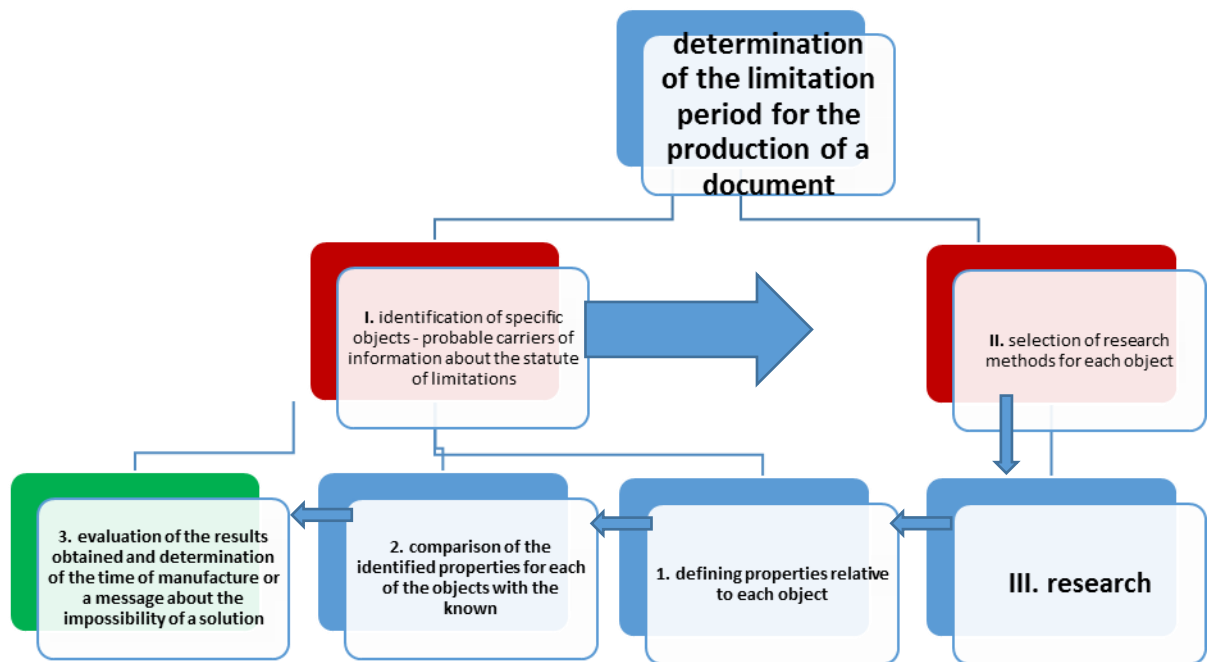 determination
of the limitation
period for the
production of a
document
I. identification of specific
objects - probable carriers of
information about the statute
of limitations
II. selection of research
methods for each object
3. evaluation of the results
obtained and determination
of the time of manufacture or
a message about the
impossibility of a solution
2. comparison of the
identified properties for each
of the objects with the
known
1. defining properties relative
to each object
III. research